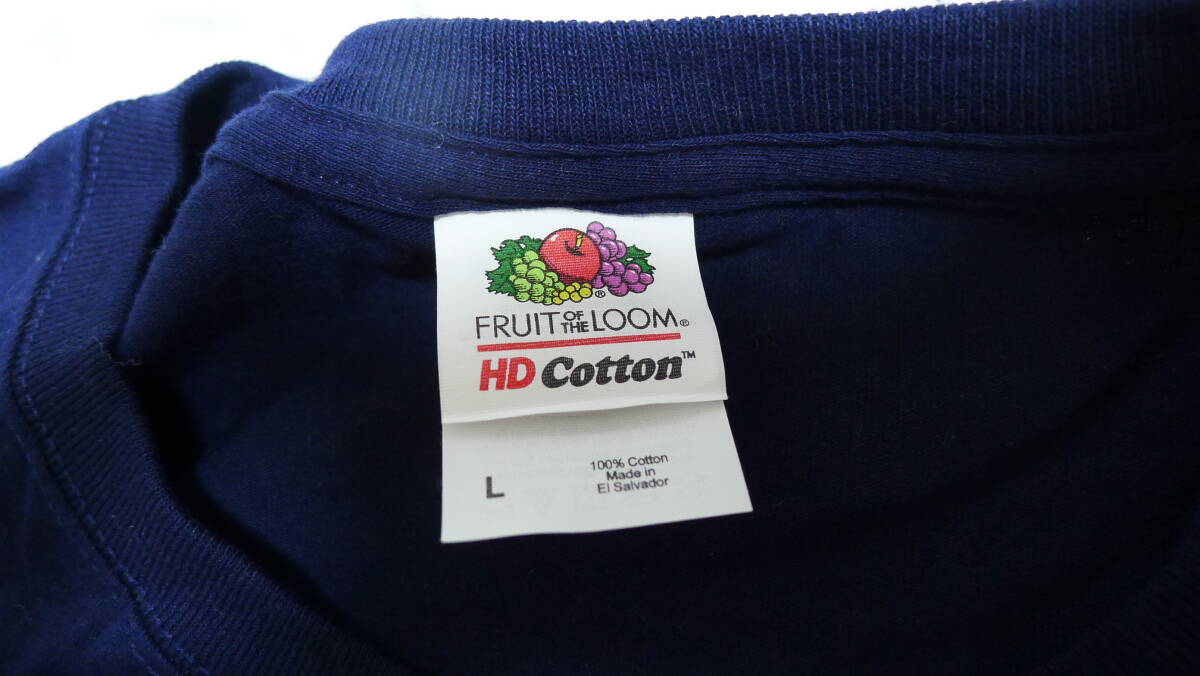 ®
FRUIT OF THE LOOM®
HD Cotton™
L
100% Cotton
Made in
El Salvador